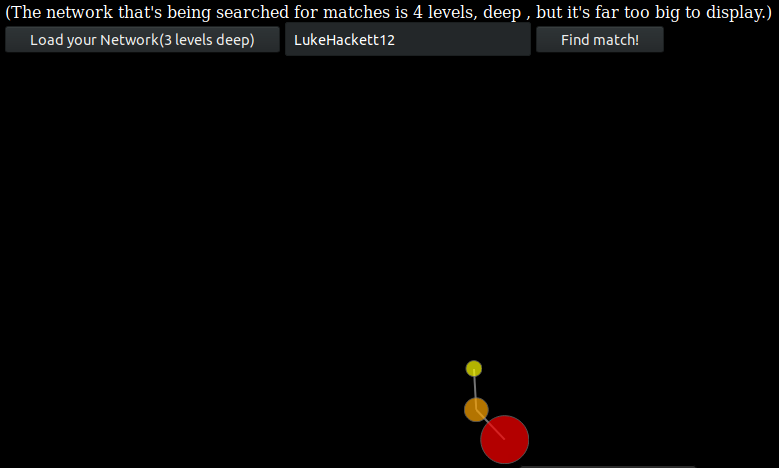 (The network that's being searched for matches is 4 levels, deep , but it's far too big to display.)
Load your Network(3 levels deep) LukeHackett12 Find match!